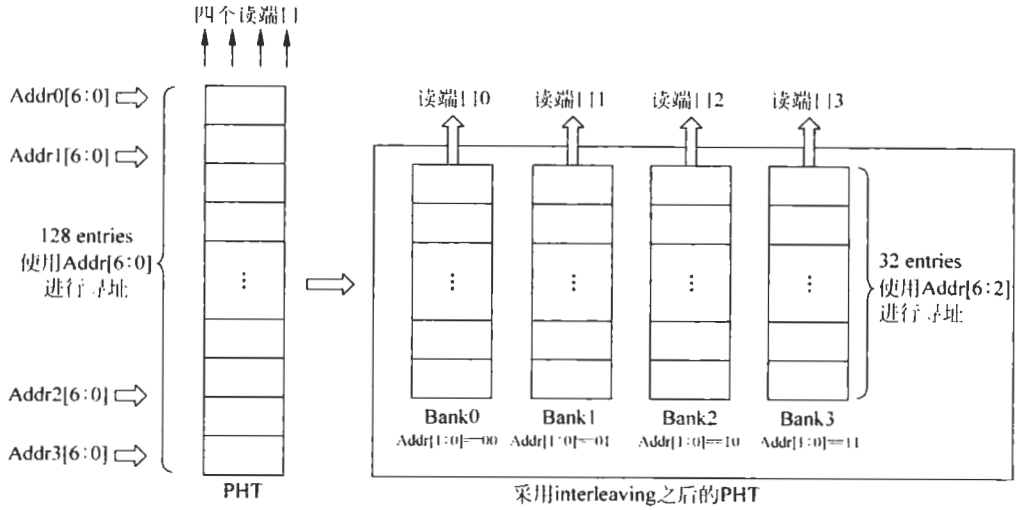 四个读端口
Addr0[6:0]
Addr1[6:0]
128 entries
使用Addr[6:0]
进行寻址
Addr2[6:0]
Addr3[6:0]
PHT
读端口0
读端口1
读端口2
读端口3
32 entries
使用Addr[6:2]
进行寻址
Bank0
Bank1
Bank2
Bank3
Addr[1:0]==00
Addr[1:0]==01
Addr[1:0]==10
Addr[1:0]==11
采用interleaving之后的PHT